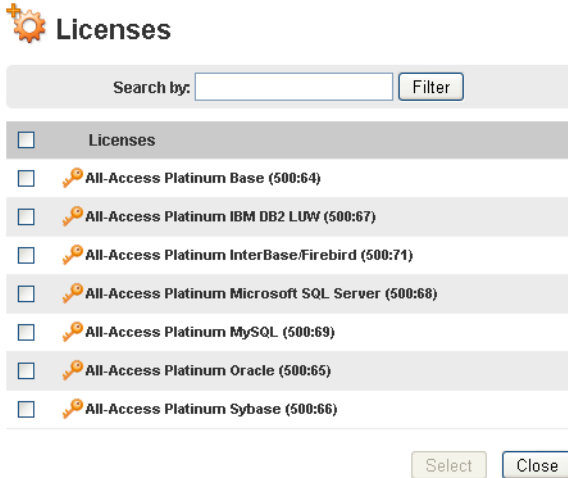 Licenses
Search by: Filter
Licenses
All-Access Platinum Base (500:64)
All-Access Platinum IBM DB2 LUW (500:67)
All-Access Platinum InterBase/Firebird (500:71)
All-Access Platinum Microsoft SQL Server (500:68)
All-Access Platinum MySQL (500:69)
All-Access Platinum Oracle (500:65)
All-Access Platinum Sybase (500:66)
Select Close